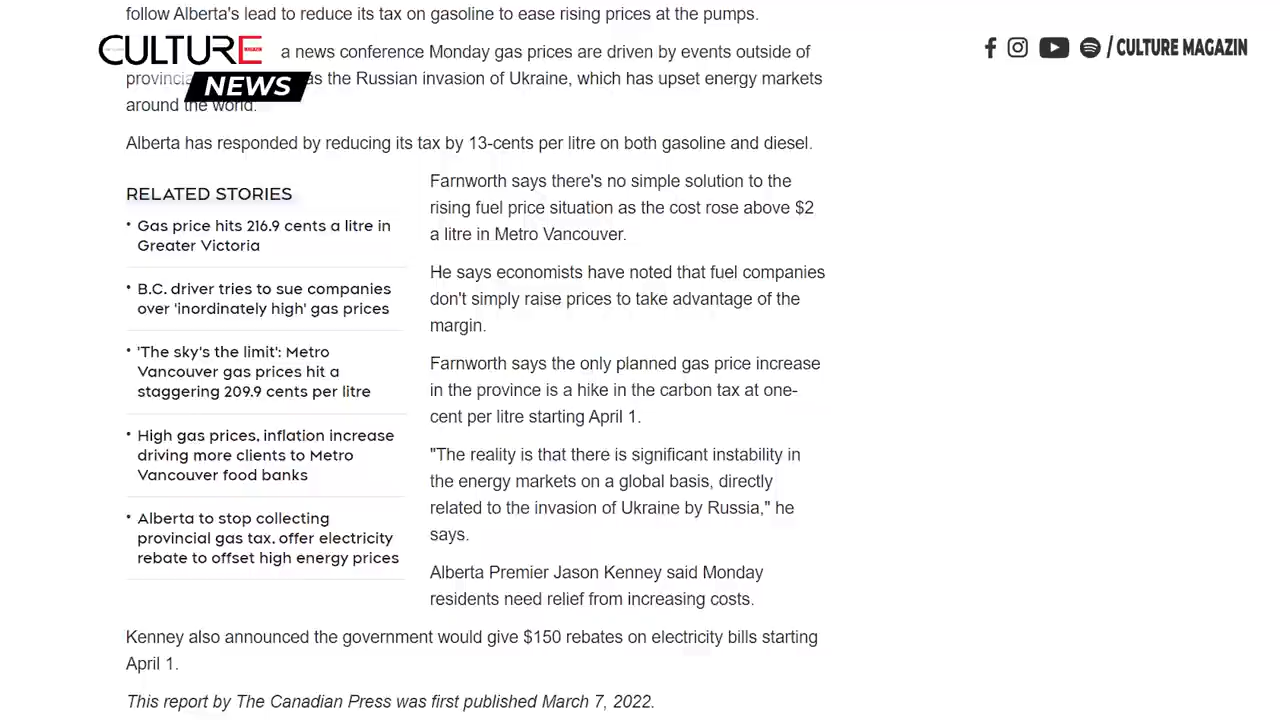 follow Alberta's lead to reduce its tax on gasoline to ease rising prices at the pumps.
CULTURE
NEWS
/ CULTURE MAGAZIN
a news conference Monday gas prices are driven by events outside of
the Russian invasion of Ukraine, which has upset energy markets
around the world.
Alberta has responded by reducing its tax by 13-cents per litre on both gasoline and diesel.
RELATED STORIES
• Gas price hits 216.9 cents a litre in
Greater Victoria
• B.C. driver tries to sue companies
over 'inordinately high' gas prices
• 'The sky's the limit': Metro
Vancouver gas prices hit a
staggering 209.9 cents per litre
• High gas prices, inflation increase
driving more clients to Metro
Vancouver food banks
• Alberta to stop collecting
provincial gas tax, offer electricity
rebate to offset high energy prices
Farnworth says there's no simple solution to the
rising fuel price situation as the cost rose above $2
a litre in Metro Vancouver.
He says economists have noted that fuel companies
don't simply raise prices to take advantage of the
margin.
Farnworth says the only planned gas price increase
in the province is a hike in the carbon tax at one-
cent per litre starting April 1.
"The reality is that there is significant instability in
the energy markets on a global basis, directly
related to the invasion of Ukraine by Russia," he
says.
Alberta Premier Jason Kenney said Monday
residents need relief from increasing costs.
Kenney also announced the government would give $150 rebates on electricity bills starting
April 1.
This report by The Canadian Press was first published March 7, 2022.